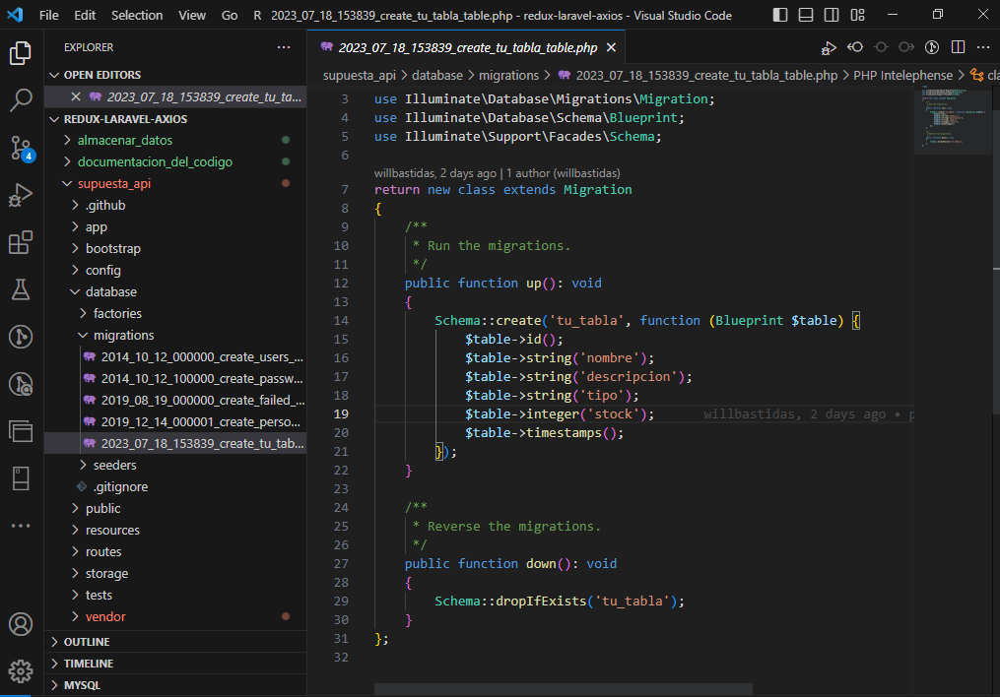 File Edit Selection View Go R 2023_07_18_153839_create_tu_tabla_table.php - redux-laravel-axios - Visual Studio Code
EXPLORER
OPEN EDITORS
2023_07_18_153839_create_tu_ta...
REDUX-LARAVEL-AXIOS
almacenar_datos
documentacion_del_codigo
supuesta_api
.github
app
bootstrap
config
database
factories
migrations
2014_10_12_000000_create_users_...
2014_10_12_100000_create_passw...
2019_08_19_000000_create_failed_...
2019_12_14_000001_create_perso...
2023_07_18_153839_create_tu_tab...
seeders
.gitignore
public
resources
routes
storage
tests
vendor
OUTLINE
TIMELINE
MYSQL
4
2023_07_18_153839_create_tu_tabla_table.php
supuesta_api > database > migrations > 2023_07_18_153839_create_tu_tabla_table.php > PHP Intelephense > cl
3 use Illuminate\Database\Migrations\Migration;
4 use Illuminate\Database\Schema\Blueprint;
5 use Illuminate\Support\Facades\Schema;
6
willbastidas, 2 days ago | 1 author (willbastidas)
7 return new class extends Migration
8 {
9 /**
10 * Run the migrations.
11 */
12 public function up(): void
13 {
14 Schema::create('tu_tabla', function (Blueprint $table) {
15 $table->id();
16 $table->string('nombre');
17 $table->string('descripcion');
18 $table->string('tipo');
19 $table->integer('stock'); willbastidas, 2 days ago • p
20 $table->timestamps();
21 });
22 }
23
24 /**
25 * Reverse the migrations.
26 */
27 public function down(): void
28 {
29 Schema::dropIfExists('tu_tabla');
30 }
31 };
32